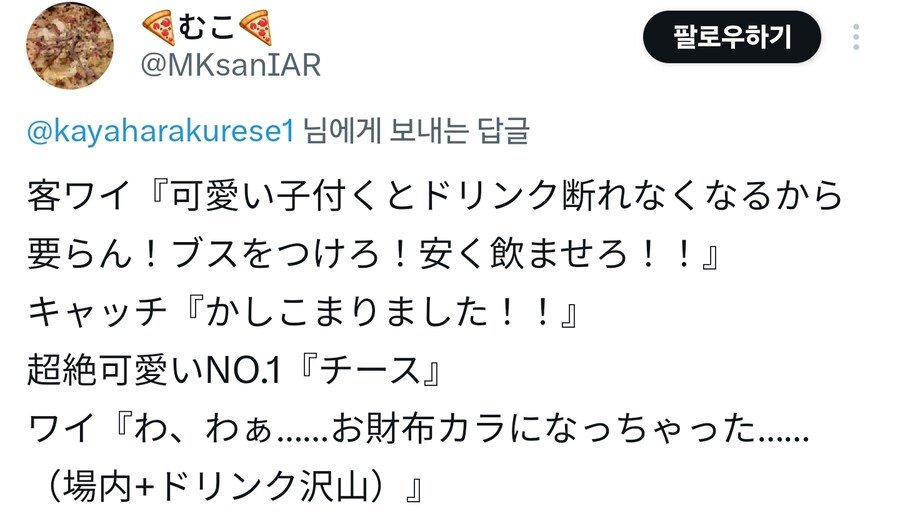 🍕むこ🍕
@MKsanIAR
팔로우하기
@kayaharakurese1 님에게 보내는 답글
客ワイ『可愛い子付くとドリンク断れなくなるから
要らん！ブスをつけろ！安く飲ませろ！！』
キャッチ『かしこまりました！！』
超絶可愛いNO.1『チース』
ワイ『わ、わぁ……お財布カラになっちゃった……
（場内+ドリンク沢山）』